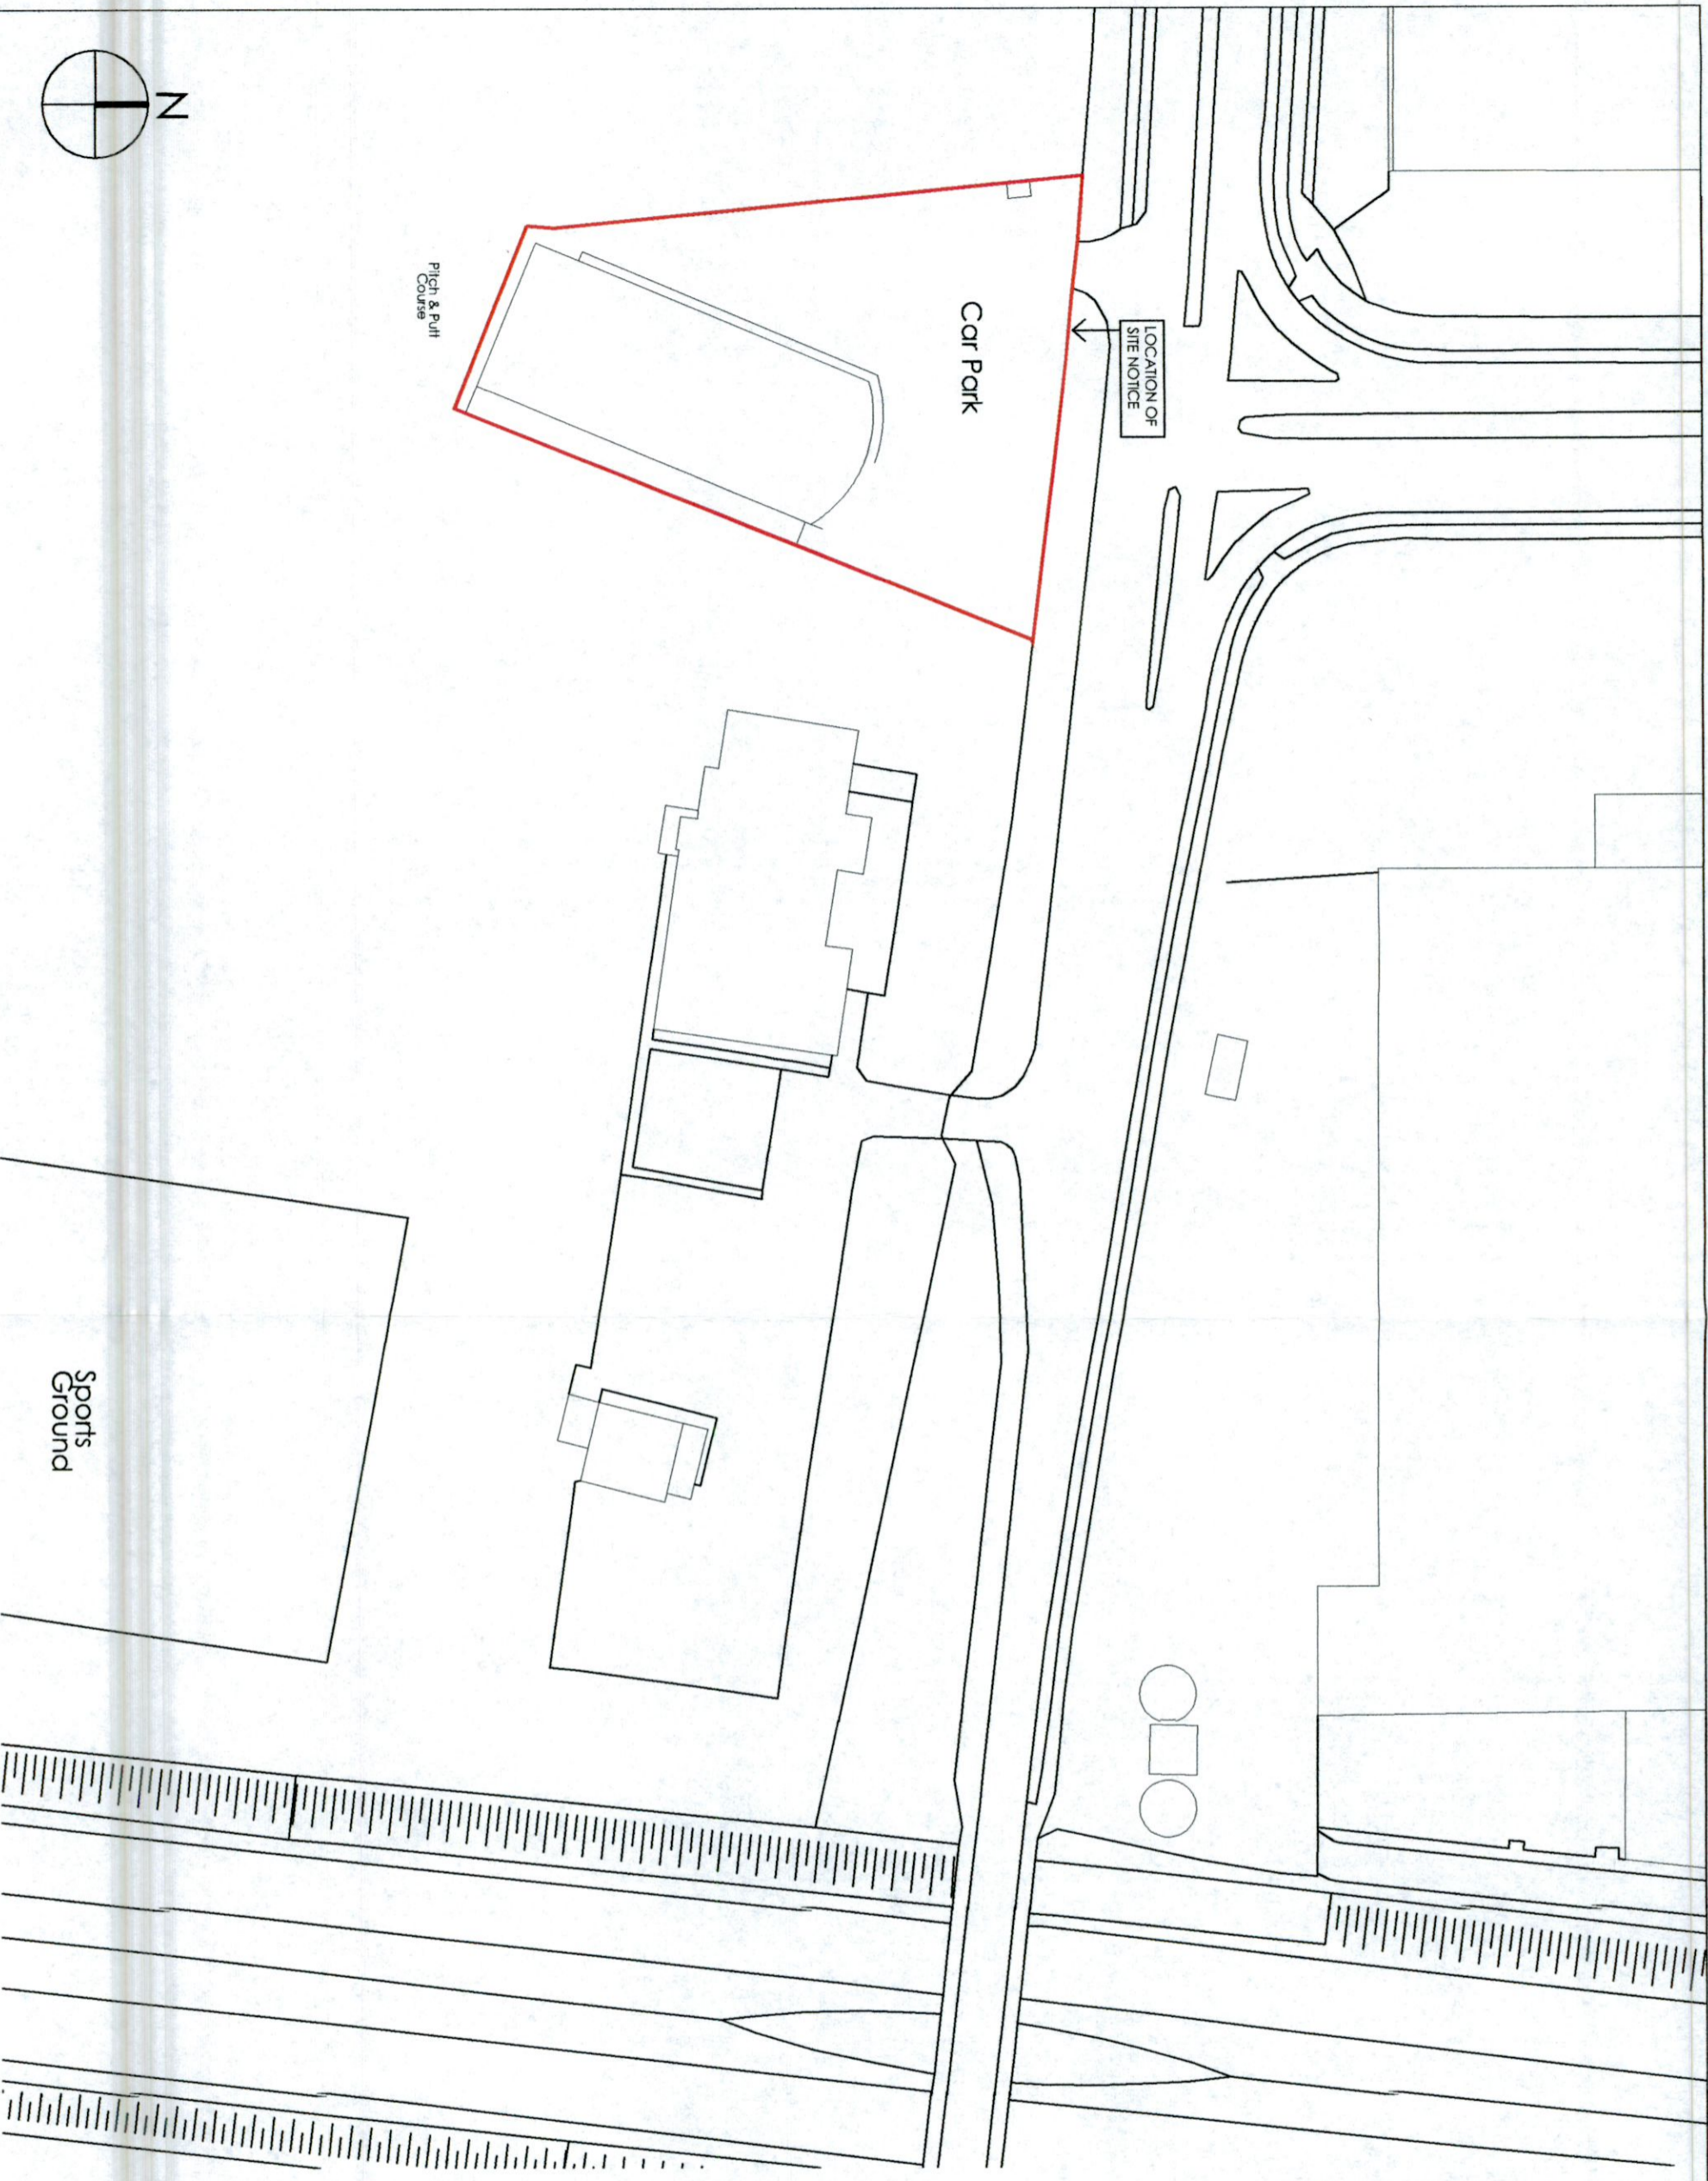 N
LOCATION OF
SITE NOTICE
Car Park
Pitch & Putt
Course
Sports
Ground